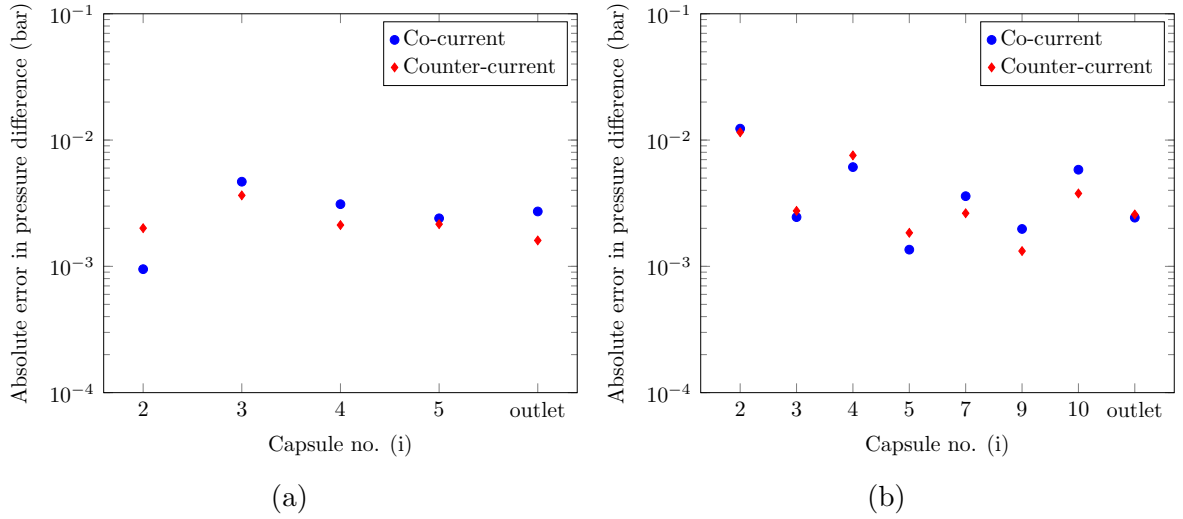 Absolute error in pressure difference (bar)
10⁻¹
10⁻²
10⁻³
10⁻⁴
Co-current
Counter-current
2 3 4 5 outlet
Capsule no. (i)
(a)
Absolute error in pressure difference (bar)
10⁻¹
10⁻²
10⁻³
10⁻⁴
Co-current
Counter-current
2 3 4 5 7 9 10 outlet
Capsule no. (i)
(b)